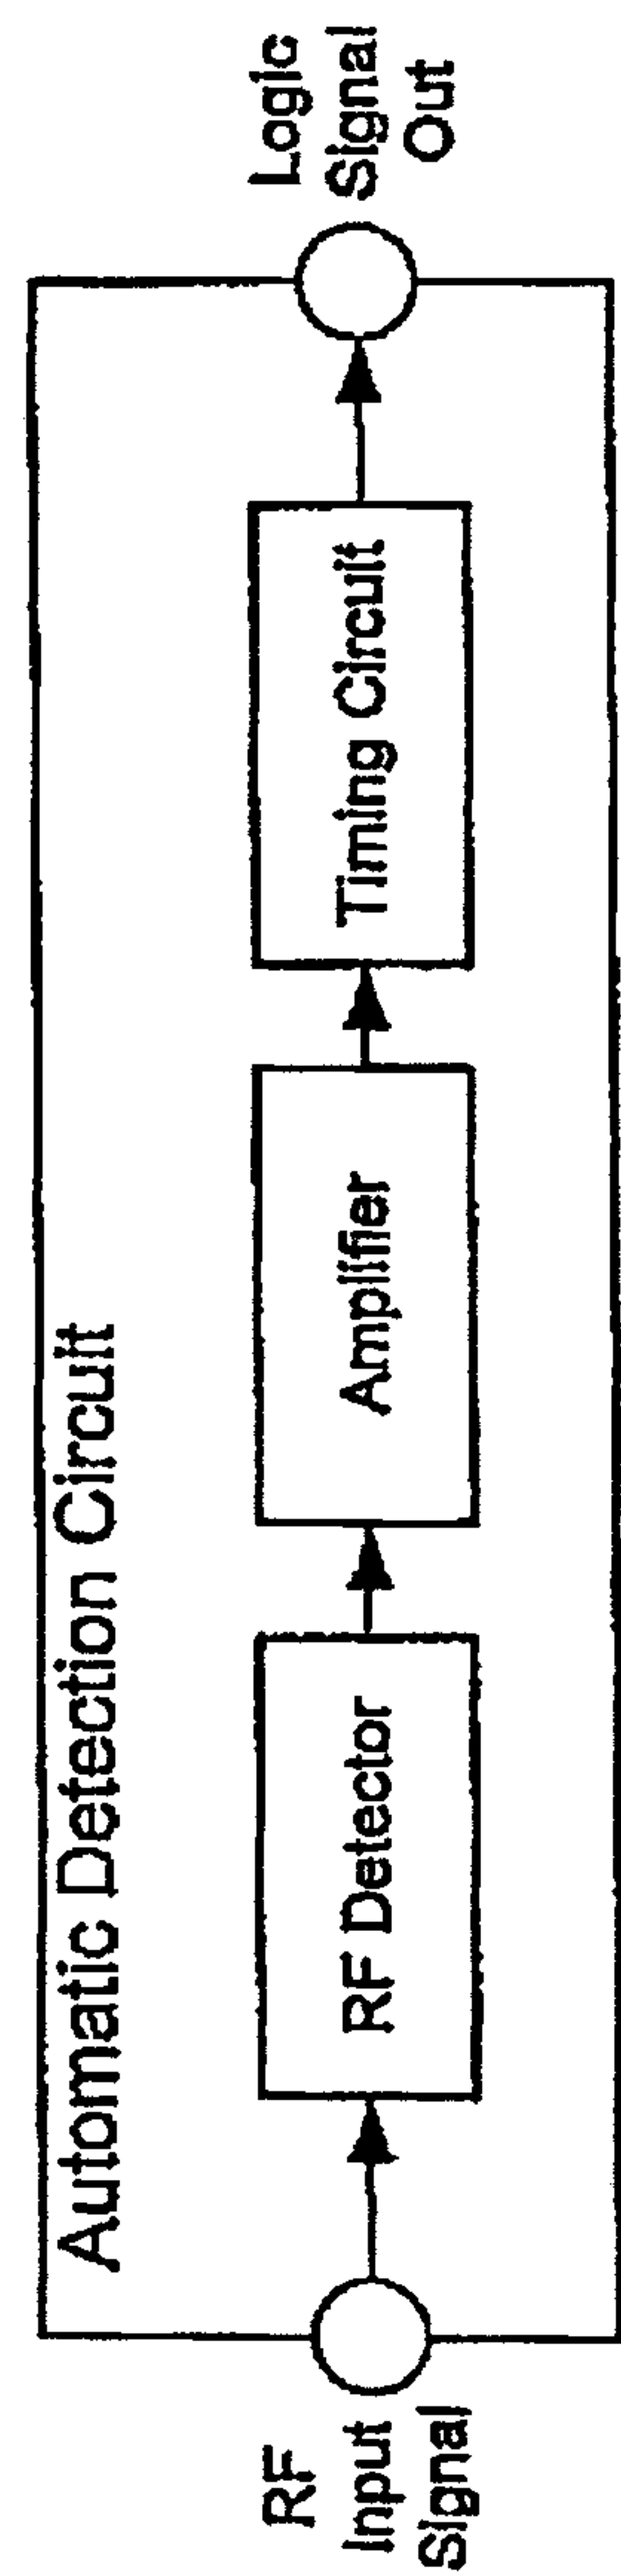 Automatic Detection Circuit
RF
Input
Signal
RF Detector
Amplifier
Timing Circuit
Logic
Signal
Out